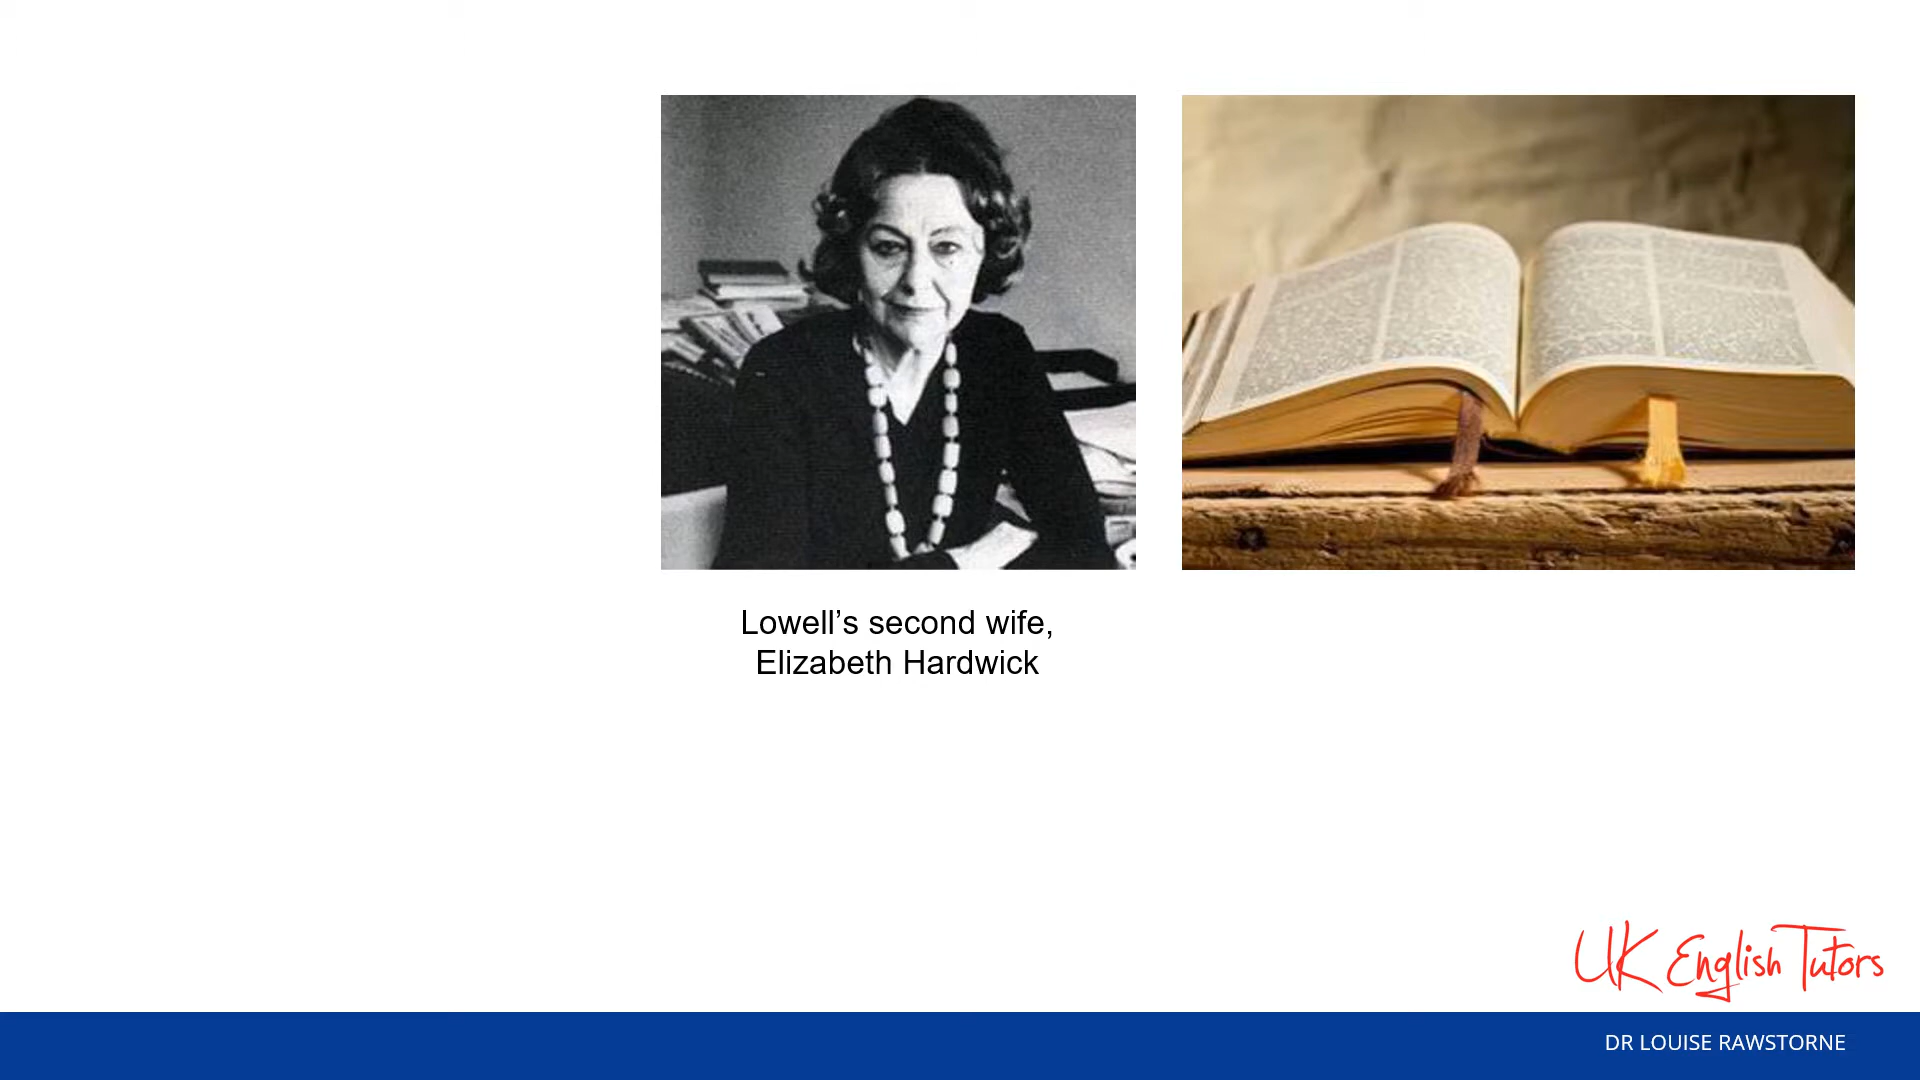 Lowell’s second wife,
Elizabeth Hardwick
UK English Tutors
DR LOUISE RAWSTORNE